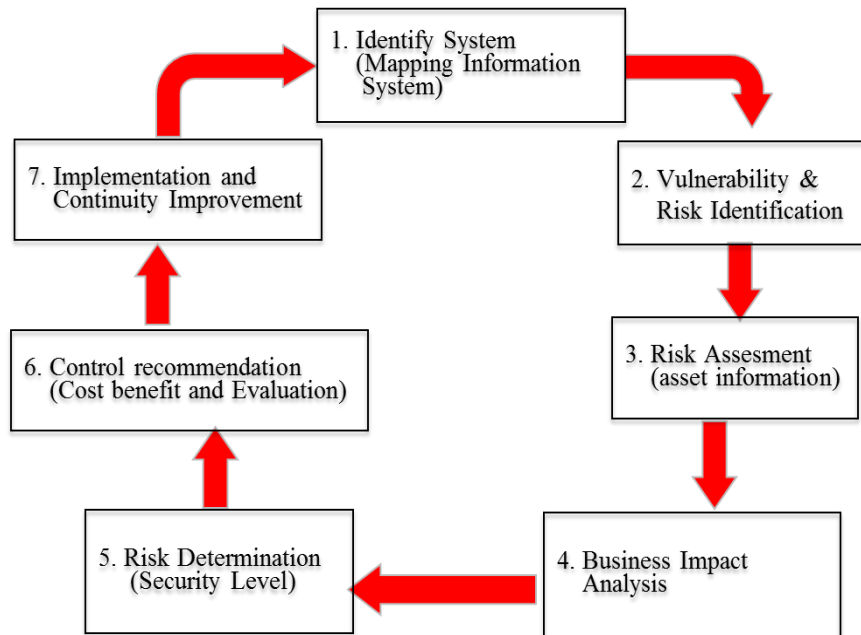 1. Identify System
(Mapping Information
System)
2. Vulnerability &
Risk Identification
3. Risk Assesment
(asset information)
4. Business Impact
Analysis
5. Risk Determination
(Security Level)
6. Control recommendation
(Cost benefit and Evaluation)
7. Implementation and
Continuity Improvement